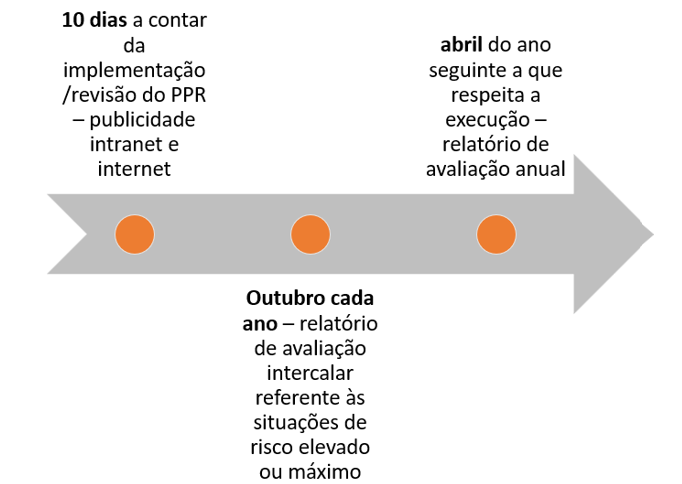 10 dias a contar
da
implementação
/revisão do PPR
– publicidade
intranet e
internet
Outubro cada
ano – relatório
de avaliação
intercalar
referente às
situações de
risco elevado
ou máximo
abril do ano
seguinte a que
respeita a
execução –
relatório de
avaliação anual